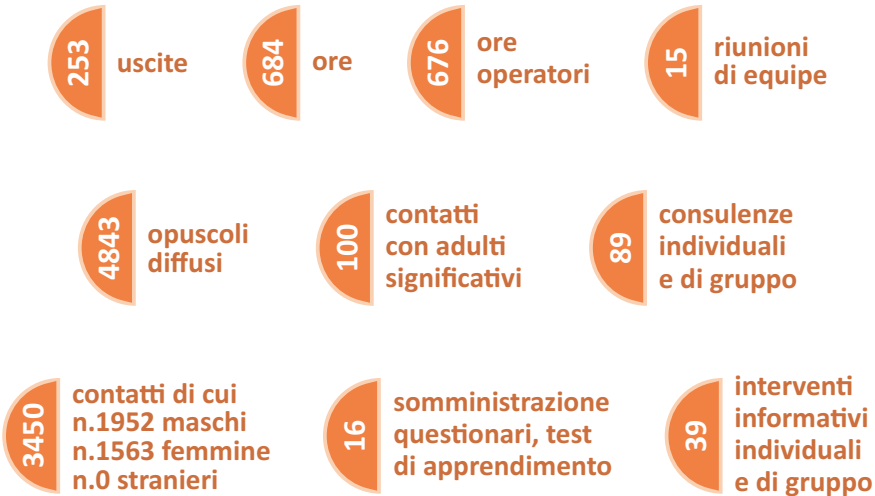 253
uscite
684
ore
676
ore
operatori
15
riunioni
di equipe
4843
opuscoli
diffusi
100
contatti
con adulti
significativi
89
consulenze
individuali
e di gruppo
3450
contatti di cui
n.1952 maschi
n.1563 femmine
n.0 stranieri
16
somministrazione
questionari, test
di apprendimento
39
interventi
informativi
individuali
e di gruppo